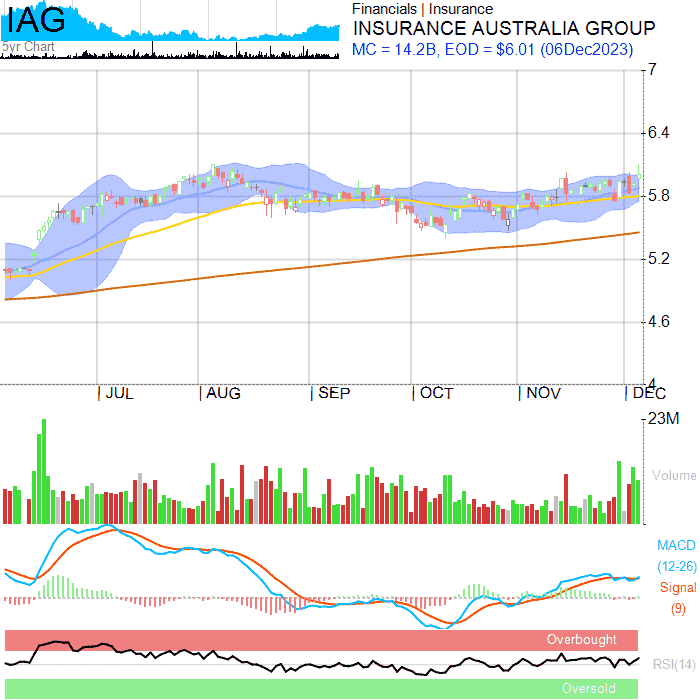 IAG
5yr Chart
Financials | Insurance
INSURANCE AUSTRALIA GROUP
MC = 14.2B, EOD = $6.01 (06Dec2023)
7
6.4
5.8
5.2
4.6
4
JUL AUG SEP OCT NOV DEC
23M
Volume
MACD
(12-26)
Signal
(9)
Overbought
RSI(14)
Oversold